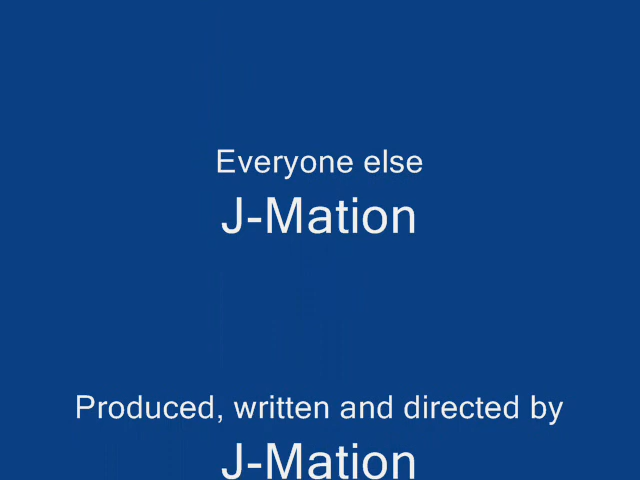 Everyone else
J-Mation
Produced, written and directed by
J-Mation